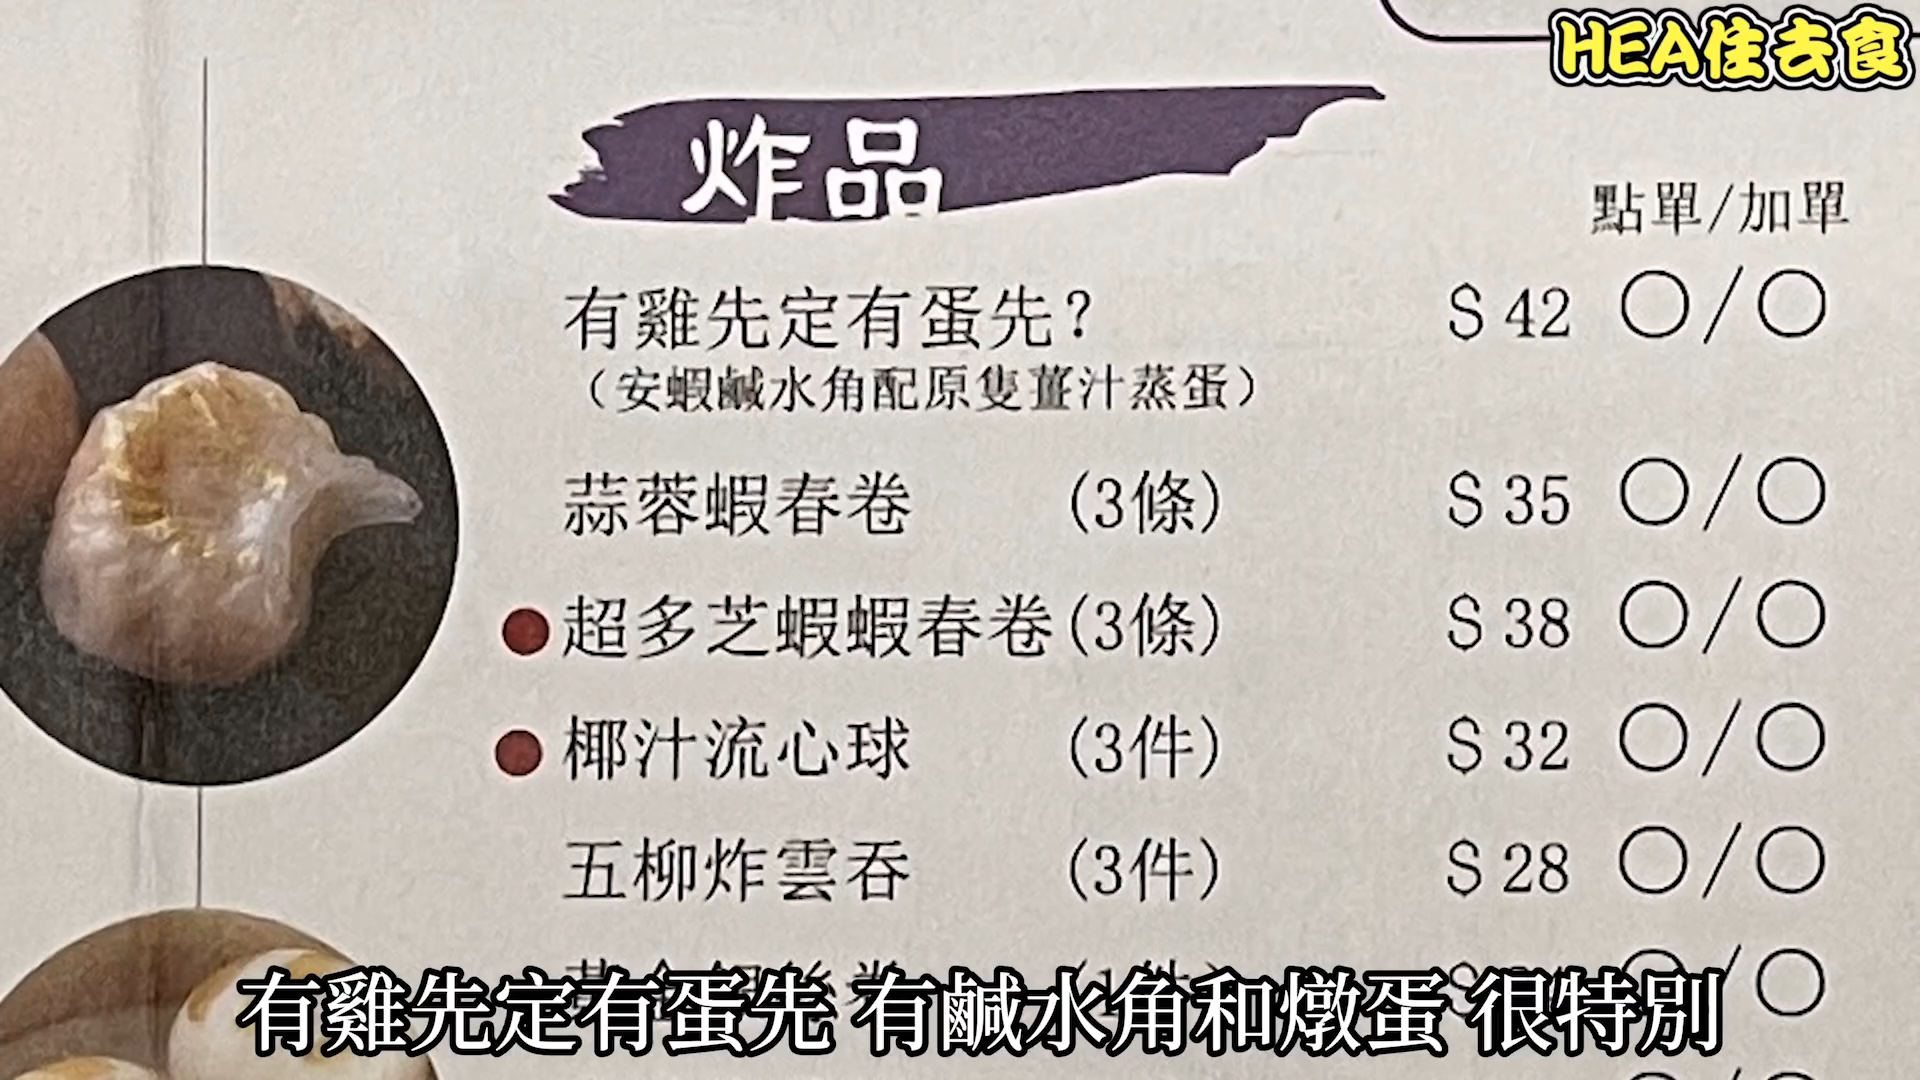 HEA住去食
炸品
點單/加單
有雞先定有蛋先? $42 ○/○
（安蝦鹹水角配原隻薑汁蒸蛋）
蒜蓉蝦春卷 (3條) $35 ○/○
超多芝蝦蝦春卷(3條) $38 ○/○
椰汁流心球 (3件) $32 ○/○
五柳炸雲吞 (3件) $28 ○/○
有雞先定有蛋先 有鹹水角和燉蛋 很特別